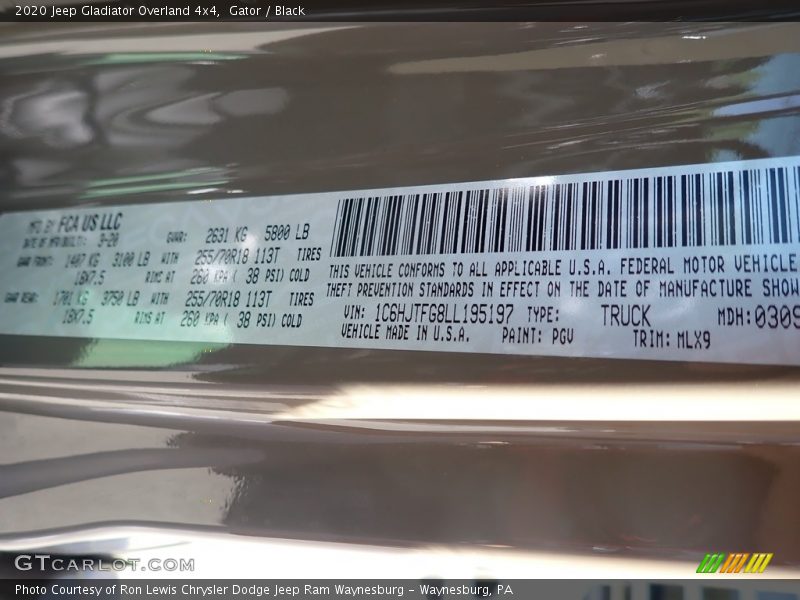 2020 Jeep Gladiator Overland 4x4,  Gator / Black
MFD BY FCA US LLC
DATE OF MFR/BUILT: 3-20 GVWR: 2631 KG 5800 LB
GAWR FRONT: 1407 KG 3100 LB WITH 255/70R18 113T TIRES
18X7.5 RIMS AT 260 KPA ( 38 PSI) COLD
GAWR REAR: 1701 KG 3750 LB WITH 255/70R18 113T TIRES
18X7.5 RIMS AT 260 KPA ( 38 PSI) COLD
THIS VEHICLE CONFORMS TO ALL APPLICABLE U.S.A. FEDERAL MOTOR VEHICLE
THEFT PREVENTION STANDARDS IN EFFECT ON THE DATE OF MANUFACTURE SHOW
VIN: 1C6HJTFG8LL195197 TYPE: TRUCK MDH: 0309
VEHICLE MADE IN U.S.A. PAINT: PGV TRIM: MLX9
GTCARLOT.COM
Photo Courtesy of Ron Lewis Chrysler Dodge Jeep Ram Waynesburg - Waynesburg, PA